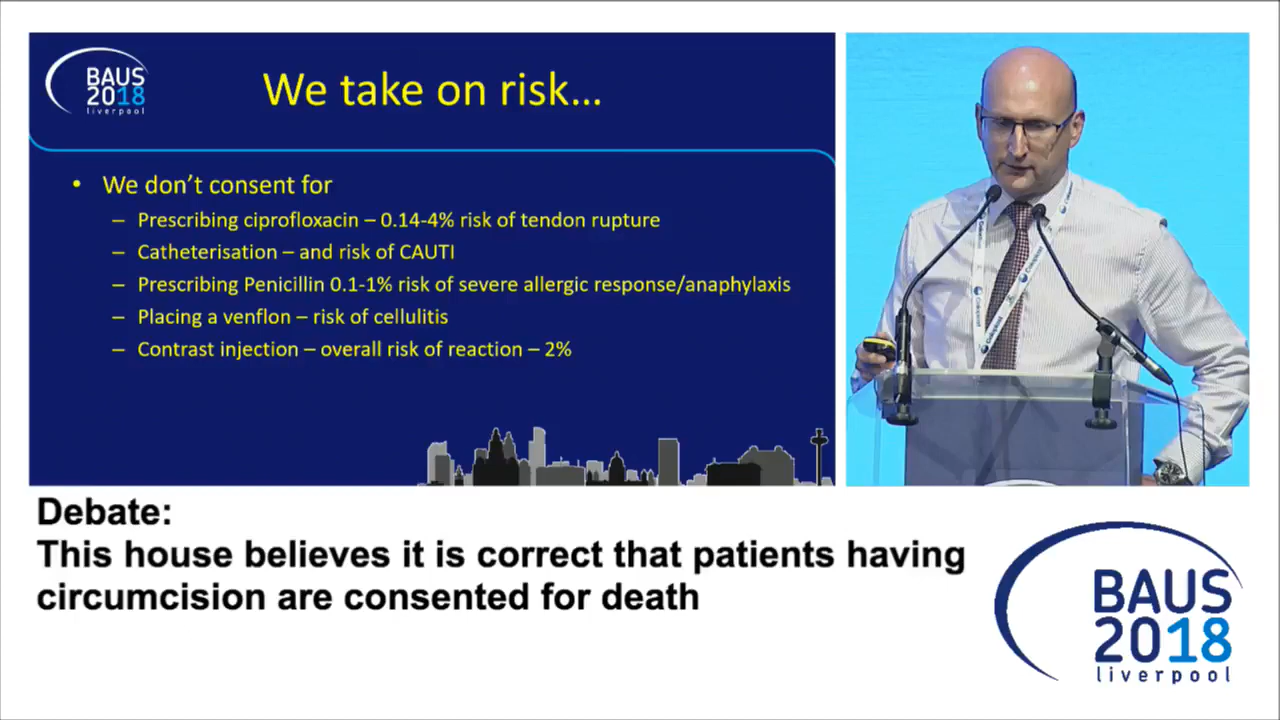 BAUS
2018
liverpool
We take on risk...
• We don't consent for
– Prescribing ciprofloxacin – 0.14-4% risk of tendon rupture
– Catheterisation – and risk of CAUTI
– Prescribing Penicillin 0.1-1% risk of severe allergic response/anaphylaxis
– Placing a venflon – risk of cellulitis
– Contrast injection – overall risk of reaction – 2%
Coloplast
Debate:
This house believes it is correct that patients having
circumcision are consented for death
BAUS
2018
liverpool